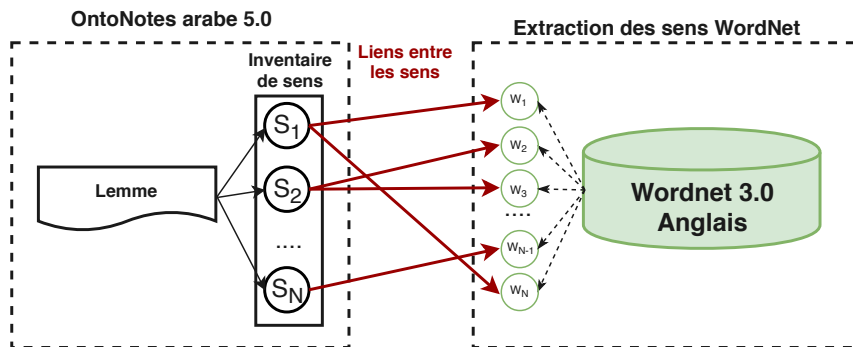 OntoNotes arabe 5.0
Extraction des sens WordNet
Inventaire
de sens
Liens entre
les sens
Lemme
S1
S2
....
SN
w1
w2
w3
....
wN-1
wN
Wordnet 3.0
Anglais